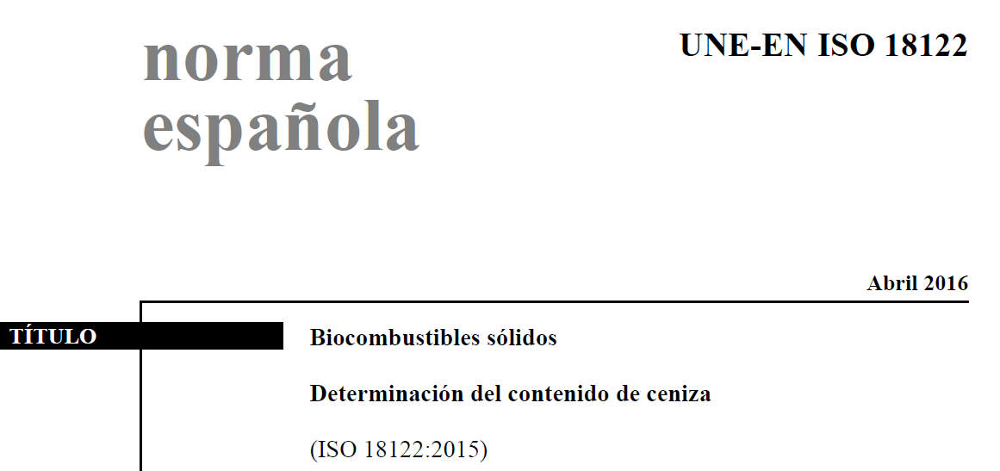 norma
española
UNE-EN ISO 18122
Abril 2016
TÍTULO
Biocombustibles sólidos
Determinación del contenido de ceniza
(ISO 18122:2015)